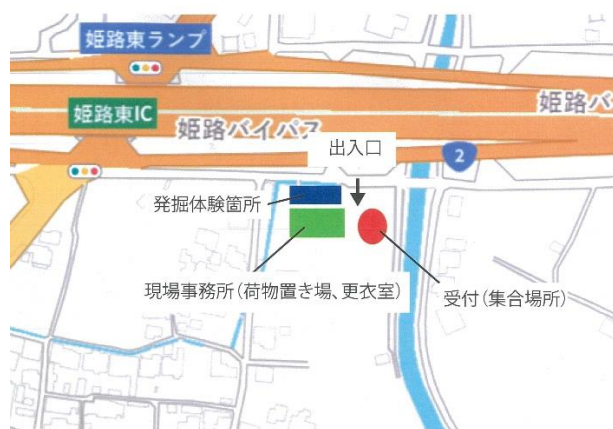 姫路東ランプ
姫路東IC
姫路バイパス
姫路バ
出入口
2
発掘体験箇所
現場事務所(荷物置き場、更衣室)
受付(集合場所)